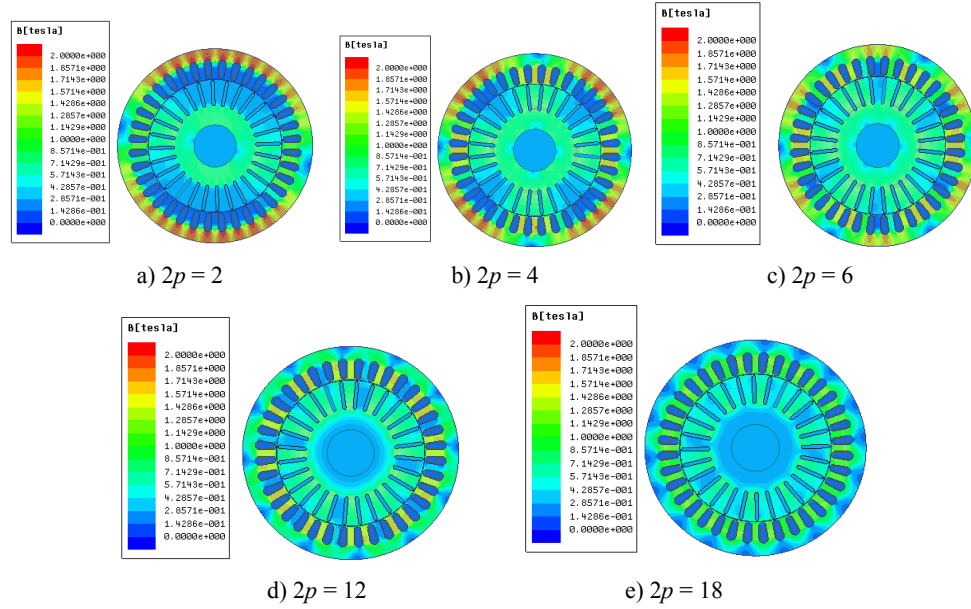 B[tesla]
2.0000e+000
1.8571e+000
1.7143e+000
1.5714e+000
1.4286e+000
1.2857e+000
1.1429e+000
1.0000e+000
8.5714e-001
7.1429e-001
5.7143e-001
4.2857e-001
2.8571e-001
1.4286e-001
0.0000e+000
a) 2p = 2
B[tesla]
2.0000e+000
1.8571e+000
1.7143e+000
1.5714e+000
1.4286e+000
1.2857e+000
1.1429e+000
1.0000e+000
8.5714e-001
7.1429e-001
5.7143e-001
4.2857e-001
2.8571e-001
1.4286e-001
0.0000e+000
b) 2p = 4
B[tesla]
2.0000e+000
1.8571e+000
1.7143e+000
1.5714e+000
1.4286e+000
1.2857e+000
1.1429e+000
1.0000e+000
8.5714e-001
7.1429e-001
5.7143e-001
4.2857e-001
2.8571e-001
1.4286e-001
0.0000e+000
c) 2p = 6
B[tesla]
2.0000e+000
1.8571e+000
1.7143e+000
1.5714e+000
1.4286e+000
1.2857e+000
1.1429e+000
1.0000e+000
8.5714e-001
7.1429e-001
5.7143e-001
4.2857e-001
2.8571e-001
1.4286e-001
0.0000e+000
d) 2p = 12
B[tesla]
2.0000e+000
1.8571e+000
1.7143e+000
1.5714e+000
1.4286e+000
1.2857e+000
1.1429e+000
1.0000e+000
8.5714e-001
7.1429e-001
5.7143e-001
4.2857e-001
2.8571e-001
1.4286e-001
0.0000e+000
e) 2p = 18